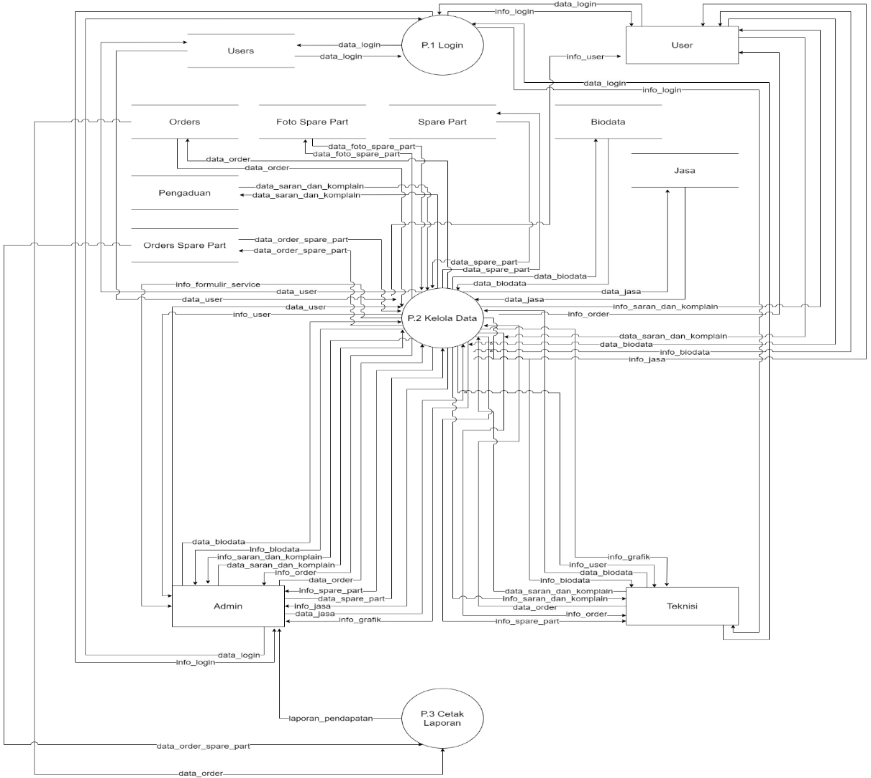 data_login
info_login
P.1 Login
User
Users
data_login
data_login
info_user
data_login
info_login
Orders
Foto Spare Part
Spare Part
Biodata
data_foto_spare_part
data_foto_spare_part
data_order
data_order
Jasa
Pengaduan
data_saran_dan_komplain
data_saran_dan_komplain
Orders Spare Part
data_order_spare_part
data_order_spare_part
data_spare_part
data_spare_part
data_biodata
data_biodata
info_formulir_service
data_user
data_jasa
data_user
data_jasa
data_user
info_saran_dan_komplain
info_user
info_order
P.2 Kelola Data
data_saran_dan_komplain
data_biodata
info_biodata
info_jasa
data_biodata
info_biodata
info_saran_dan_komplain
data_saran_dan_komplain
info_order
data_order
info_spare_part
data_spare_part
info_jasa
data_jasa
info_grafik
Admin
info_grafik
info_user
data_biodata
info_biodata
data_saran_dan_komplain
info_saran_dan_komplain
data_order
info_order
info_spare_part
Teknisi
data_login
info_login
P.3 Cetak
Laporan
laporan_pendapatan
data_order_spare_part
data_order